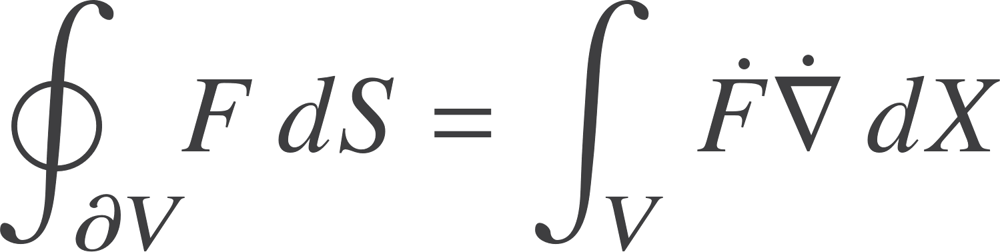 ∮_∂V F dS = ∫_V Ḟ∇̇ dX